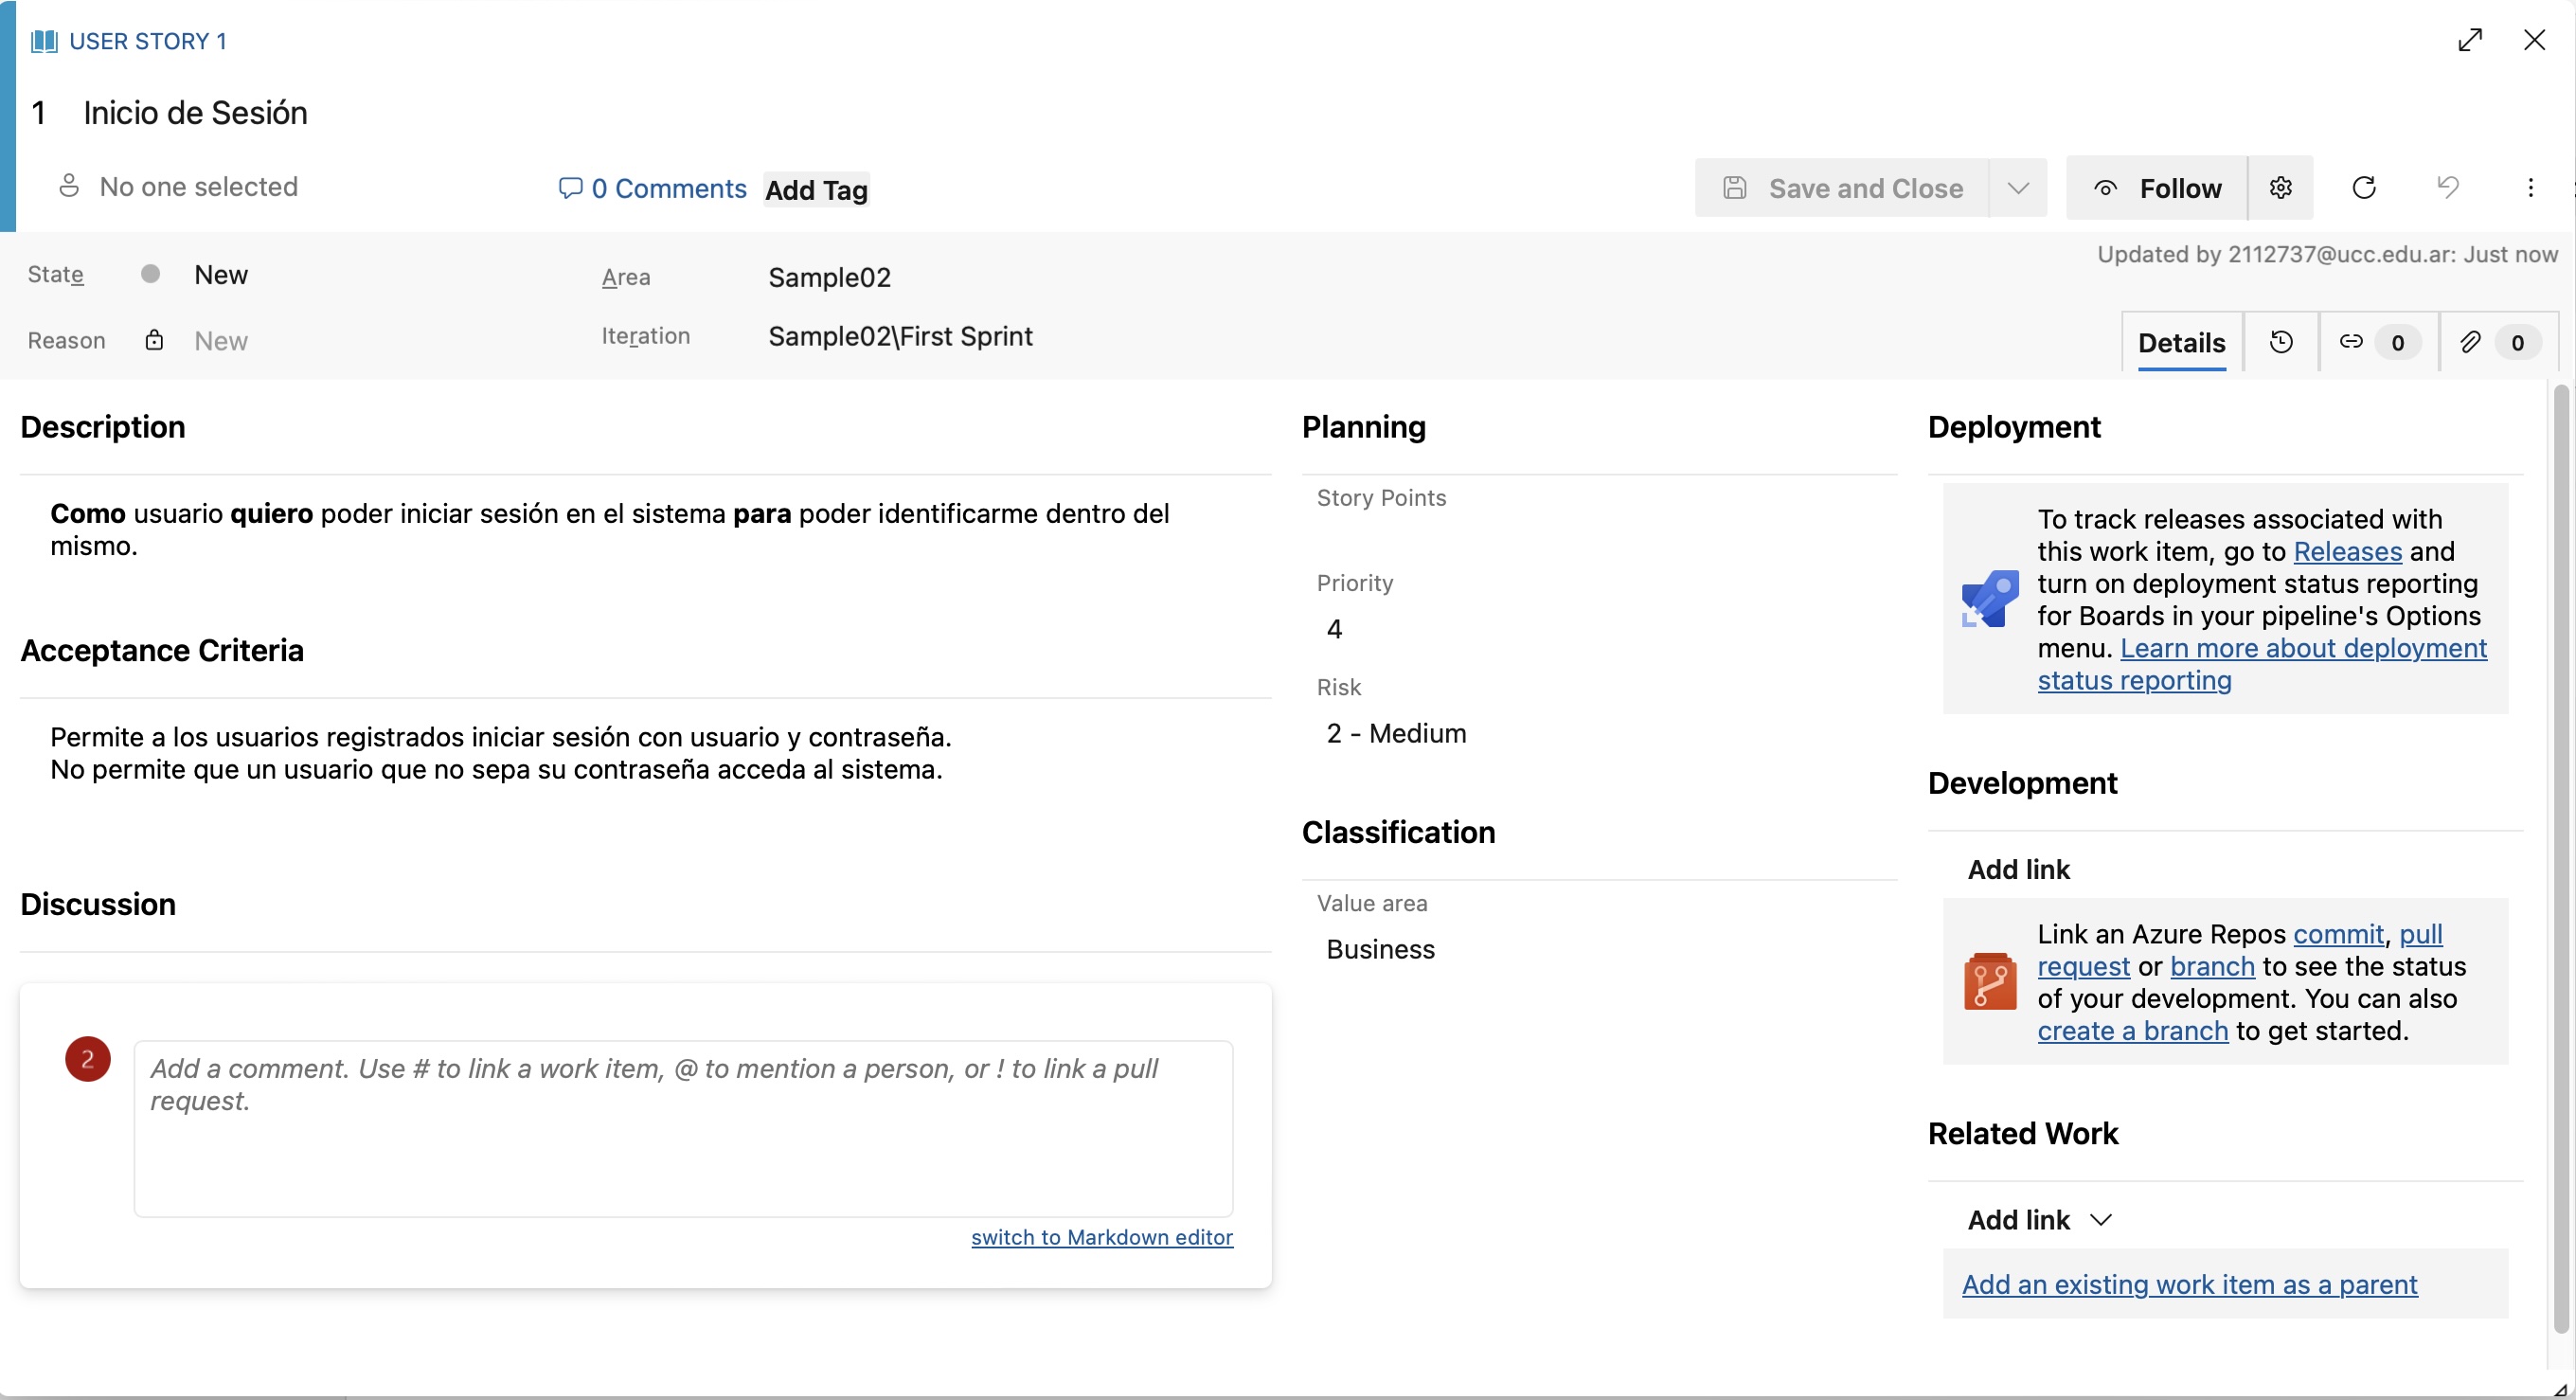 USER STORY 1
1 Inicio de Sesión
No one selected
0 Comments
Add Tag
Save and Close
Follow
Updated by 2112737@ucc.edu.ar: Just now
State
New
Area
Sample02
Reason
New
Iteration
Sample02\First Sprint
Details
0
0
Description
Como usuario quiero poder iniciar sesión en el sistema para poder identificarme dentro del
mismo.
Acceptance Criteria
Permite a los usuarios registrados iniciar sesión con usuario y contraseña.
No permite que un usuario que no sepa su contraseña acceda al sistema.
Discussion
2
Add a comment. Use # to link a work item, @ to mention a person, or ! to link a pull
request.
switch to Markdown editor
Planning
Story Points
Priority
4
Risk
2 - Medium
Classification
Value area
Business
Deployment
To track releases associated with
this work item, go to Releases and
turn on deployment status reporting
for Boards in your pipeline's Options
menu. Learn more about deployment
status reporting
Development
Add link
Link an Azure Repos commit, pull
request or branch to see the status
of your development. You can also
create a branch to get started.
Related Work
Add link
Add an existing work item as a parent